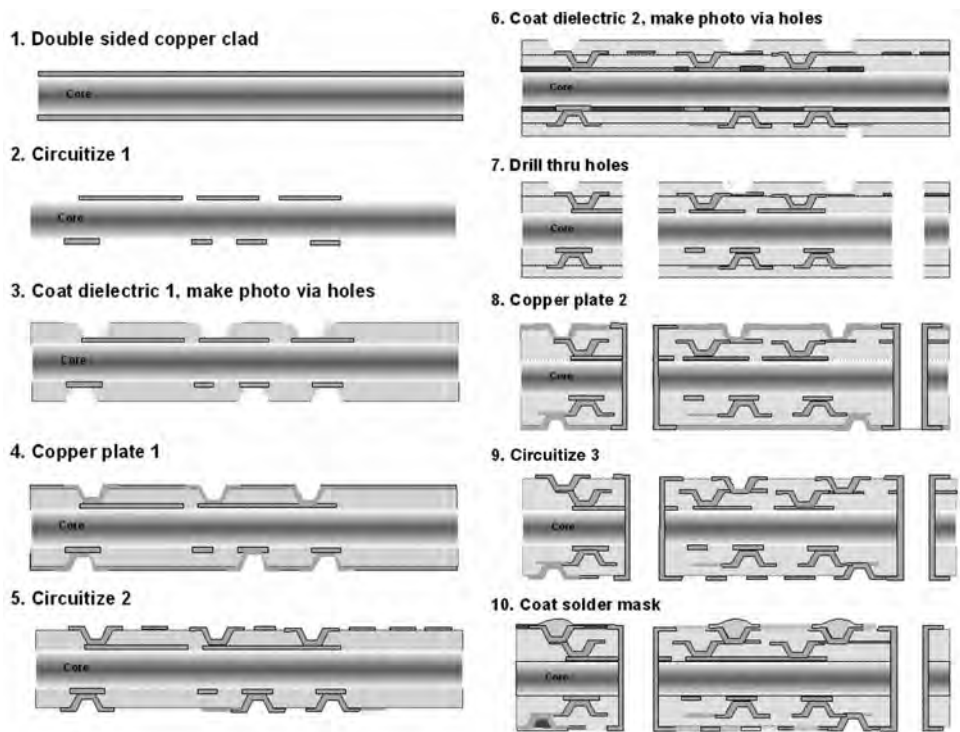 1. Double sided copper clad
Core
2. Circuitize 1
Core
3. Coat dielectric 1, make photo via holes
Core
4. Copper plate 1
Core
5. Circuitize 2
Core
6. Coat dielectric 2, make photo via holes
Core
7. Drill thru holes
Core
8. Copper plate 2
Core
9. Circuitize 3
Core
10. Coat solder mask
Core